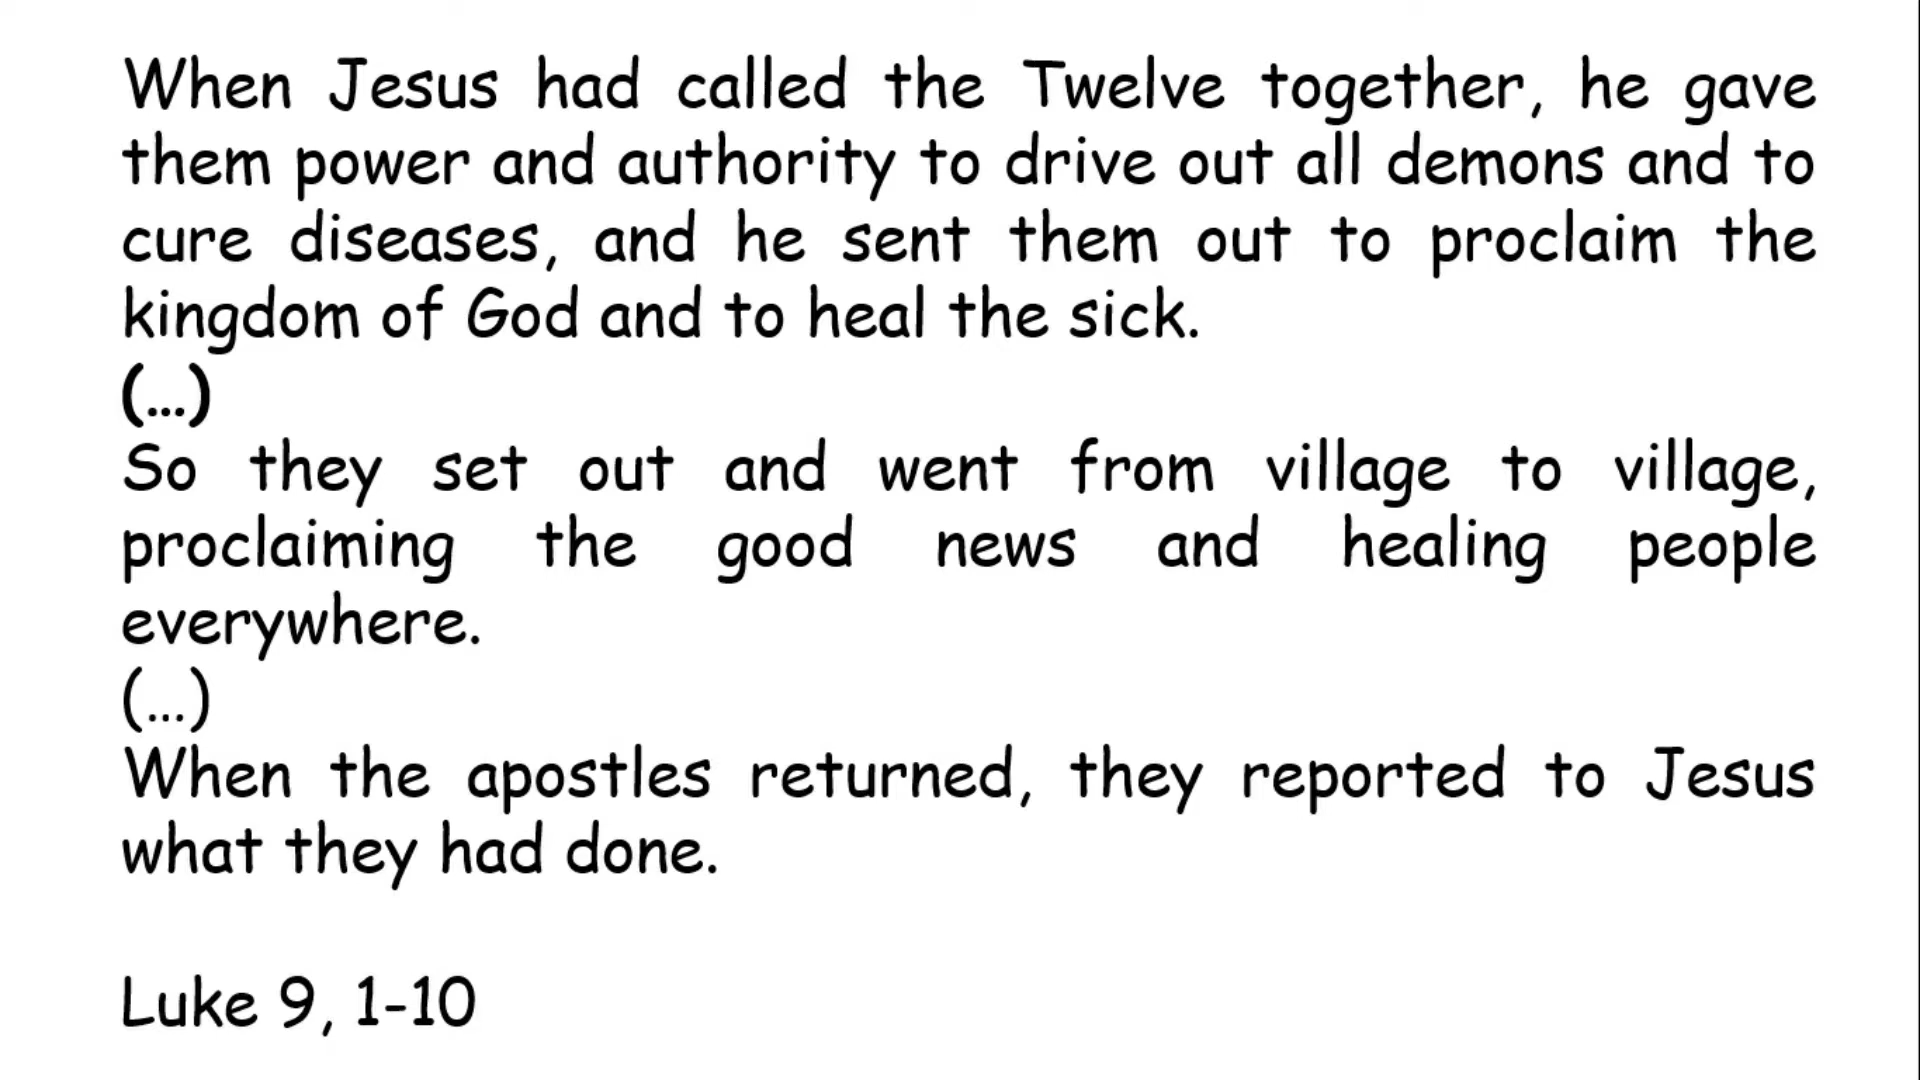 When Jesus had called the Twelve together, he gave
them power and authority to drive out all demons and to
cure diseases, and he sent them out to proclaim the
kingdom of God and to heal the sick.
(...)
So they set out and went from village to village,
proclaiming the good news and healing people
everywhere.
(...)
When the apostles returned, they reported to Jesus
what they had done.
Luke 9, 1-10